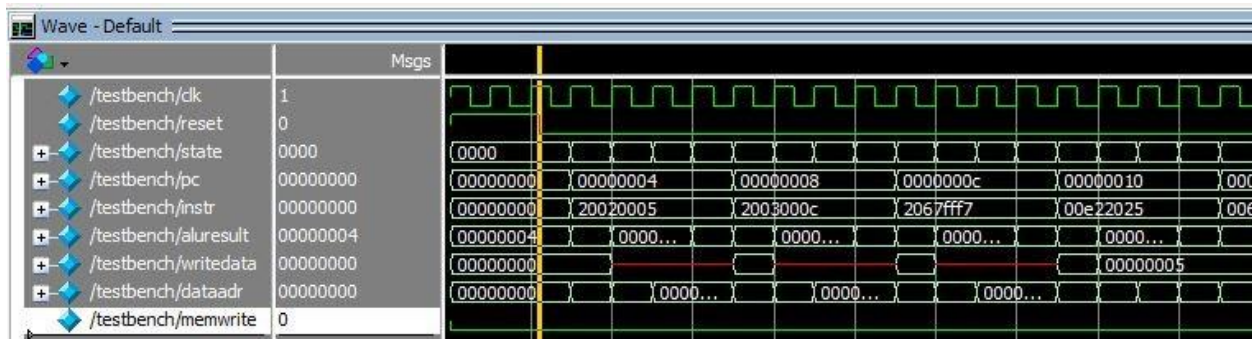 Wave - Default
Msgs
/testbench/clk 1
/testbench/reset 0
/testbench/state 0000 0000
/testbench/pc 00000000 00000000 00000004 00000008 0000000c 00000010 000
/testbench/instr 00000000 00000000 20020005 2003000c 2067fff7 00e22025 006
/testbench/aluresult 00000004 00000004 0000... 0000... 0000... 0000...
/testbench/writedata 00000000 00000000 00000005
/testbench/dataadr 00000000 00000000 0000... 0000... 0000...
/testbench/memwrite 0